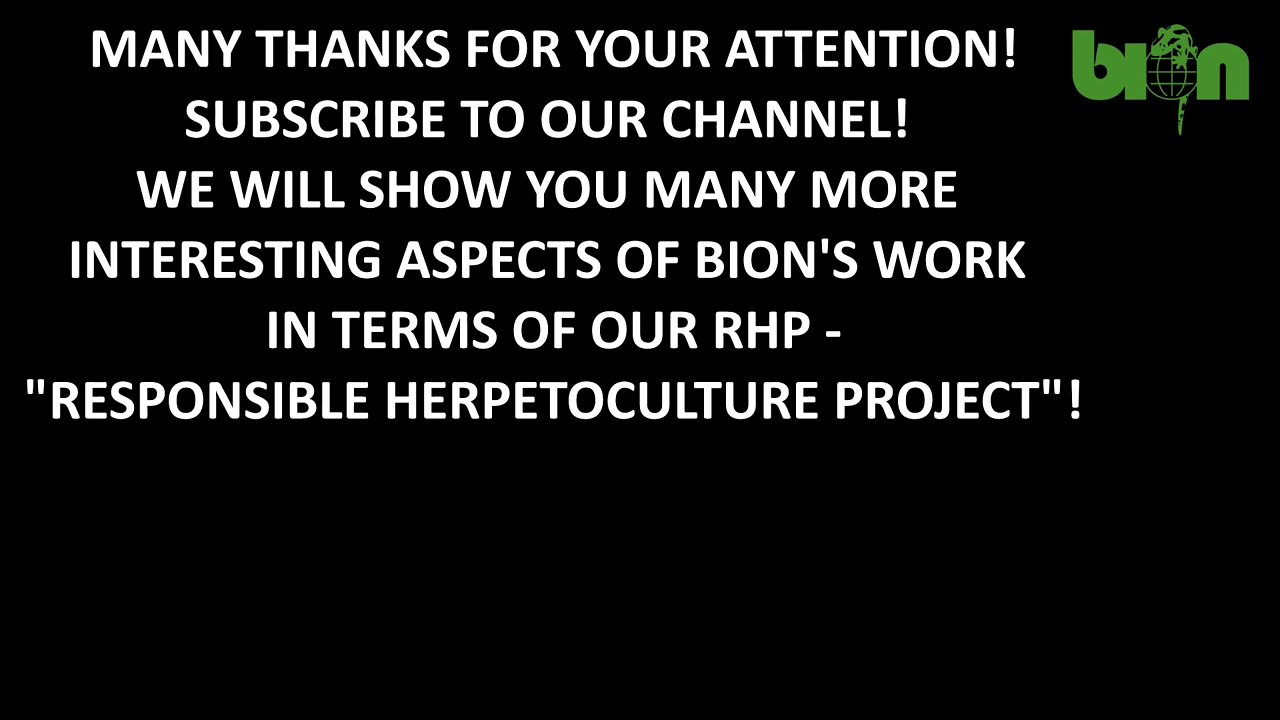 MANY THANKS FOR YOUR ATTENTION!
SUBSCRIBE TO OUR CHANNEL!
WE WILL SHOW YOU MANY MORE
INTERESTING ASPECTS OF BION'S WORK
IN TERMS OF OUR RHP -
"RESPONSIBLE HERPETOCULTURE PROJECT"!
bion